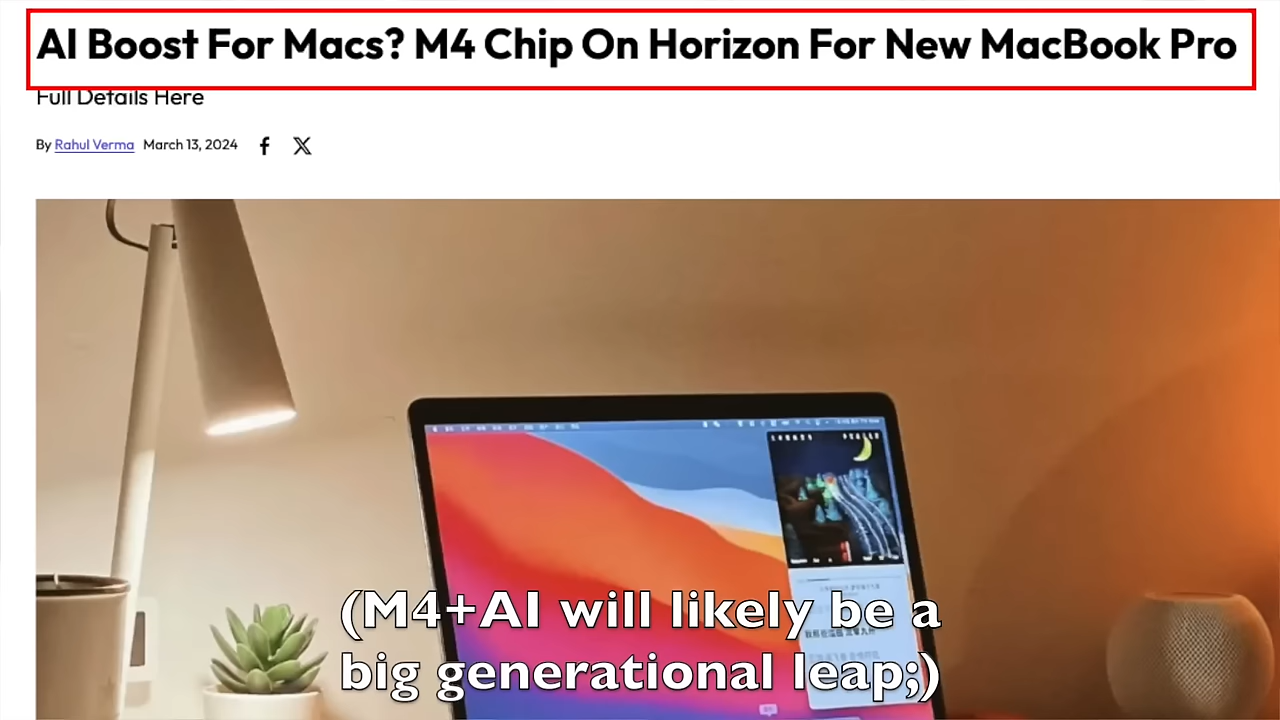 AI Boost For Macs? M4 Chip On Horizon For New MacBook Pro
Full Details Here
By Rahul Verma March 13, 2024
(M4+AI will likely be a
big generational leap;)